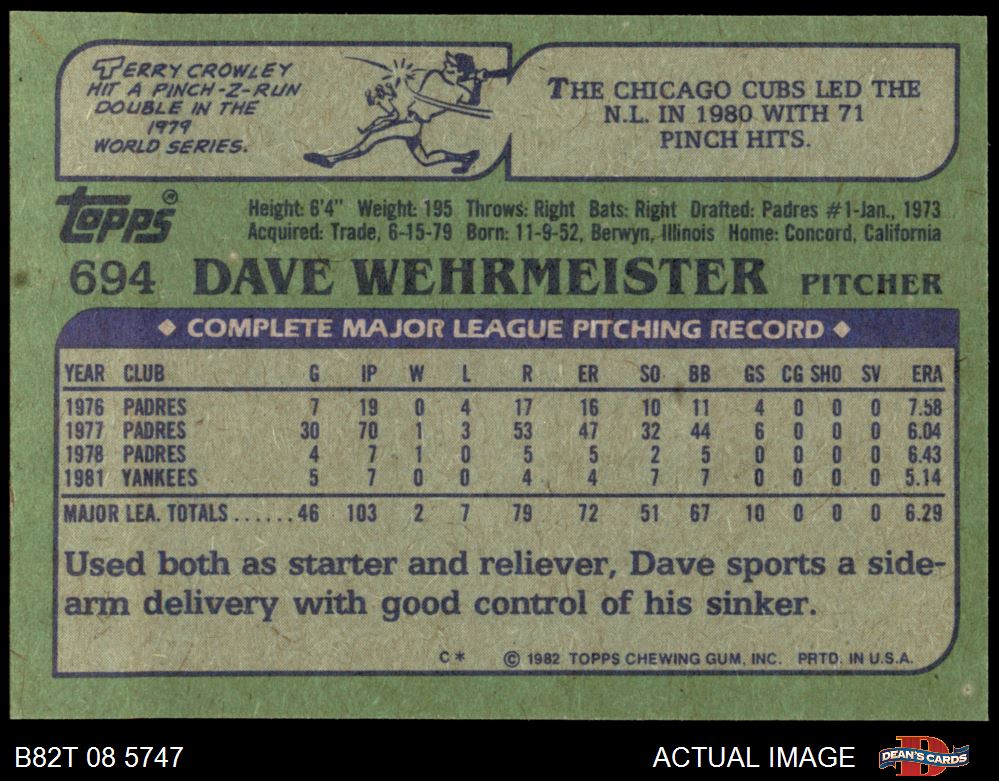 TERRY CROWLEY
HIT A PINCH-2-RUN
DOUBLE IN THE
1979
WORLD SERIES.
THE CHICAGO CUBS LED THE
N.L. IN 1980 WITH 71
PINCH HITS.
topps®
Height: 6'4" Weight: 195 Throws: Right Bats: Right Drafted: Padres #1-Jan., 1973
Acquired: Trade, 6-15-79 Born: 11-9-52, Berwyn, Illinois Home: Concord, California
694 DAVE WEHRMEISTER PITCHER
◆ COMPLETE MAJOR LEAGUE PITCHING RECORD ◆
YEAR CLUB G IP W L R ER SO BB GS CG SHO SV ERA
1976 PADRES 7 19 0 4 17 16 10 11 4 0 0 0 7.58
1977 PADRES 30 70 1 3 53 47 32 44 6 0 0 0 6.04
1978 PADRES 4 7 1 0 5 5 2 5 0 0 0 0 6.43
1981 YANKEES 5 7 0 0 4 4 7 7 0 0 0 0 5.14
MAJOR LEA. TOTALS......46 103 2 7 79 72 51 67 10 0 0 0 6.29
Used both as starter and reliever, Dave sports a side-
arm delivery with good control of his sinker.
C* © 1982 TOPPS CHEWING GUM, INC. PRTD. IN U.S.A.
B82T 08 5747
ACTUAL IMAGE
DEAN'S CARDS